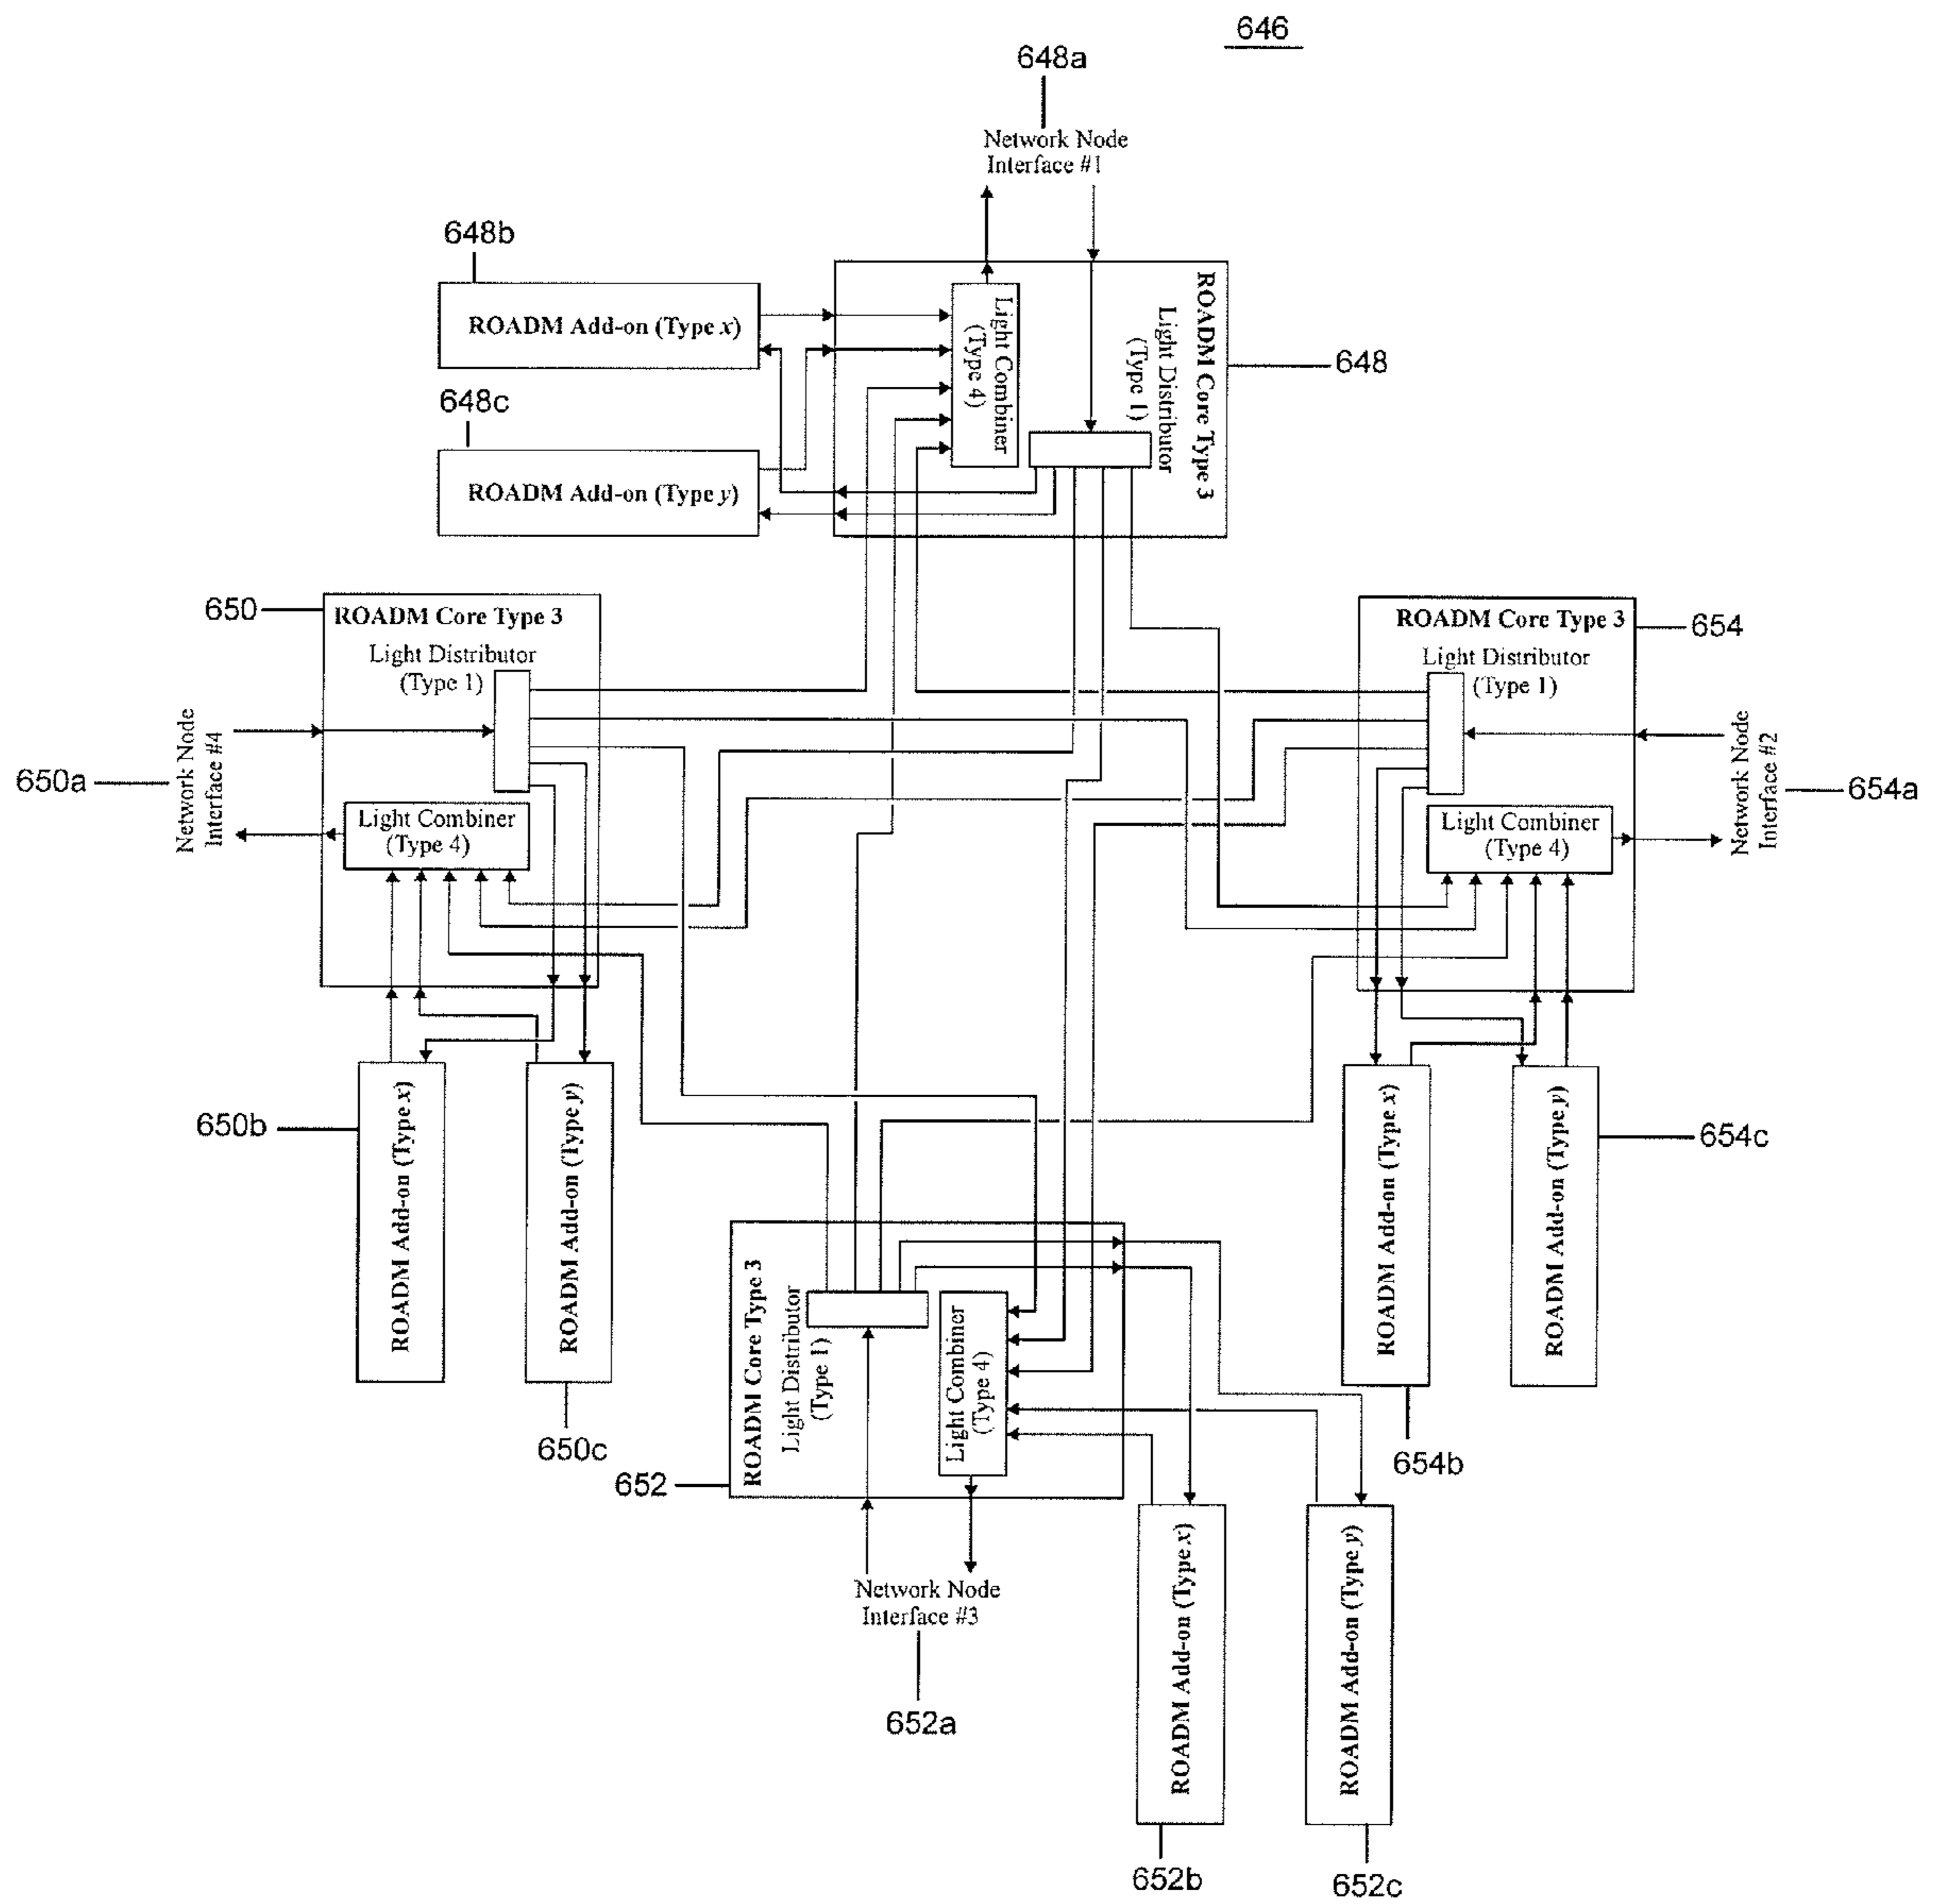 646
648a
Network Node
Interface #1
648b
ROADM Add-on (Type x)
648c
ROADM Add-on (Type y)
Light Combiner
(Type 4)
Light Distributor
(Type 1)
ROADM Core Type 3
648
650
ROADM Core Type 3
Light Distributor
(Type 1)
Network Node
Interface #4
650a
Light Combiner
(Type 4)
ROADM Core Type 3
654
Light Distributor
(Type 1)
Network Node
Interface #2
654a
Light Combiner
(Type 4)
650b
ROADM Add-on (Type x)
ROADM Add-on (Type y)
650c
ROADM Add-on (Type x)
ROADM Add-on (Type y)
654c
654b
ROADM Core Type 3
Light Distributor
(Type 1)
Light Combiner
(Type 4)
652
Network Node
Interface #3
652a
ROADM Add-on (Type x)
ROADM Add-on (Type y)
652b
652c